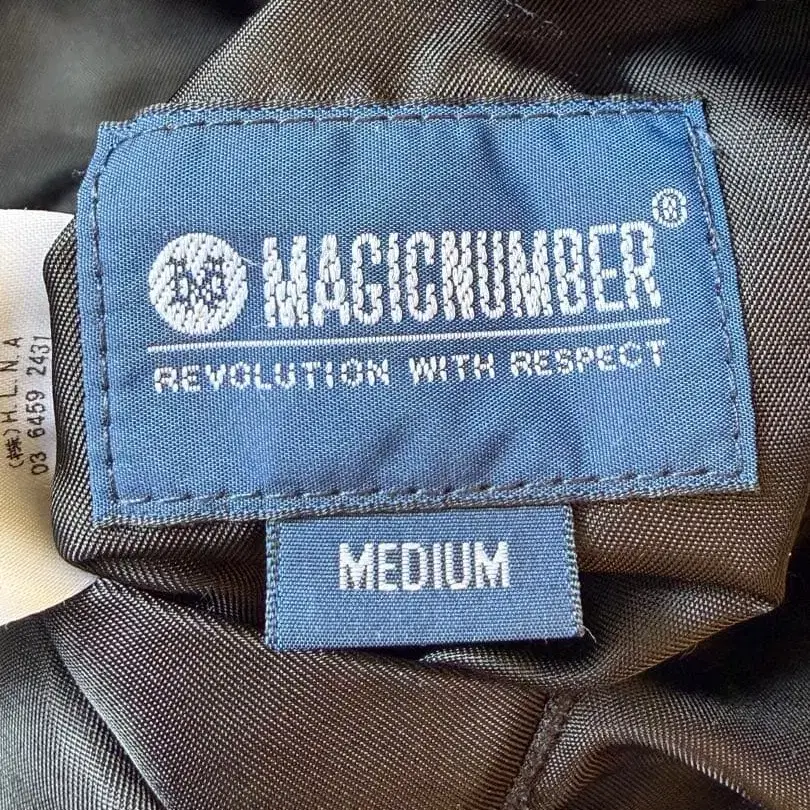 MAGICNUMBER®
REVOLUTION WITH RESPECT
MEDIUM
(株)H.L.N.A
03 6459 2431